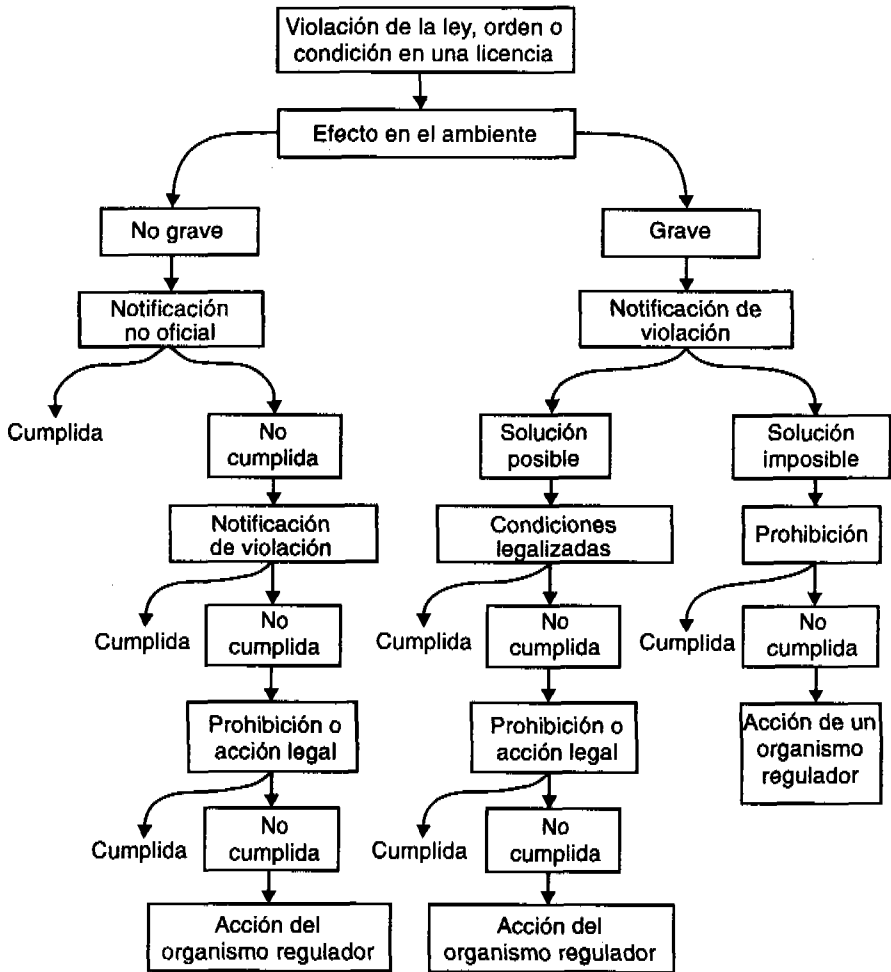 Violación de la ley, orden o
condición en una licencia
Efecto en el ambiente
No grave
Grave
Notificación
no oficial
Notificación de
violación
Cumplida
No
cumplida
Solución
posible
Solución
imposible
Notificación
de violación
Condiciones
legalizadas
Prohibición
Cumplida
No
cumplida
Cumplida
No
cumplida
Cumplida
No
cumplida
Prohibición o
acción legal
Prohibición o
acción legal
Acción de un
organismo
regulador
Cumplida
No
cumplida
Cumplida
No
cumplida
Acción del
organismo regulador
Acción del
organismo regulador